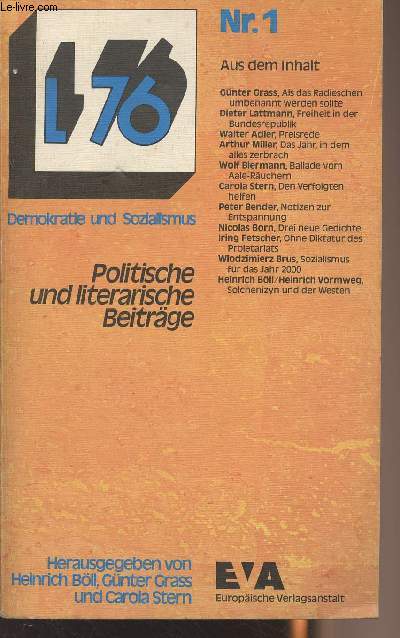 Le-livre.com
L 76
Demokratie und Sozialismus
Politische
und literarische
Beiträge
Nr. 1
Aus dem Inhalt
Günter Grass, Als das Radieschen
umbenannt werden sollte
Dieter Lattmann, Freiheit in der
Bundesrepublik
Walter Adler, Preisrede
Arthur Miller, Das Jahr, in dem
alles zerbrach
Wolf Biermann, Ballade vom
Aale-Räuchern
Carola Stern, Den Verfolgten
helfen
Peter Bender, Notizen zur
Entspannung
Nicolas Born, Drei neue Gedichte
Iring Fetscher, Ohne Diktatur des
Proletariats
Wlodzimierz Brus, Sozialismus
für das Jahr 2000
Heinrich Böll/Heinrich Vormweg,
Solchenizyn und der Westen
Herausgegeben von
Heinrich Böll, Günter Grass
und Carola Stern
EVA
Europäische Verlagsanstalt